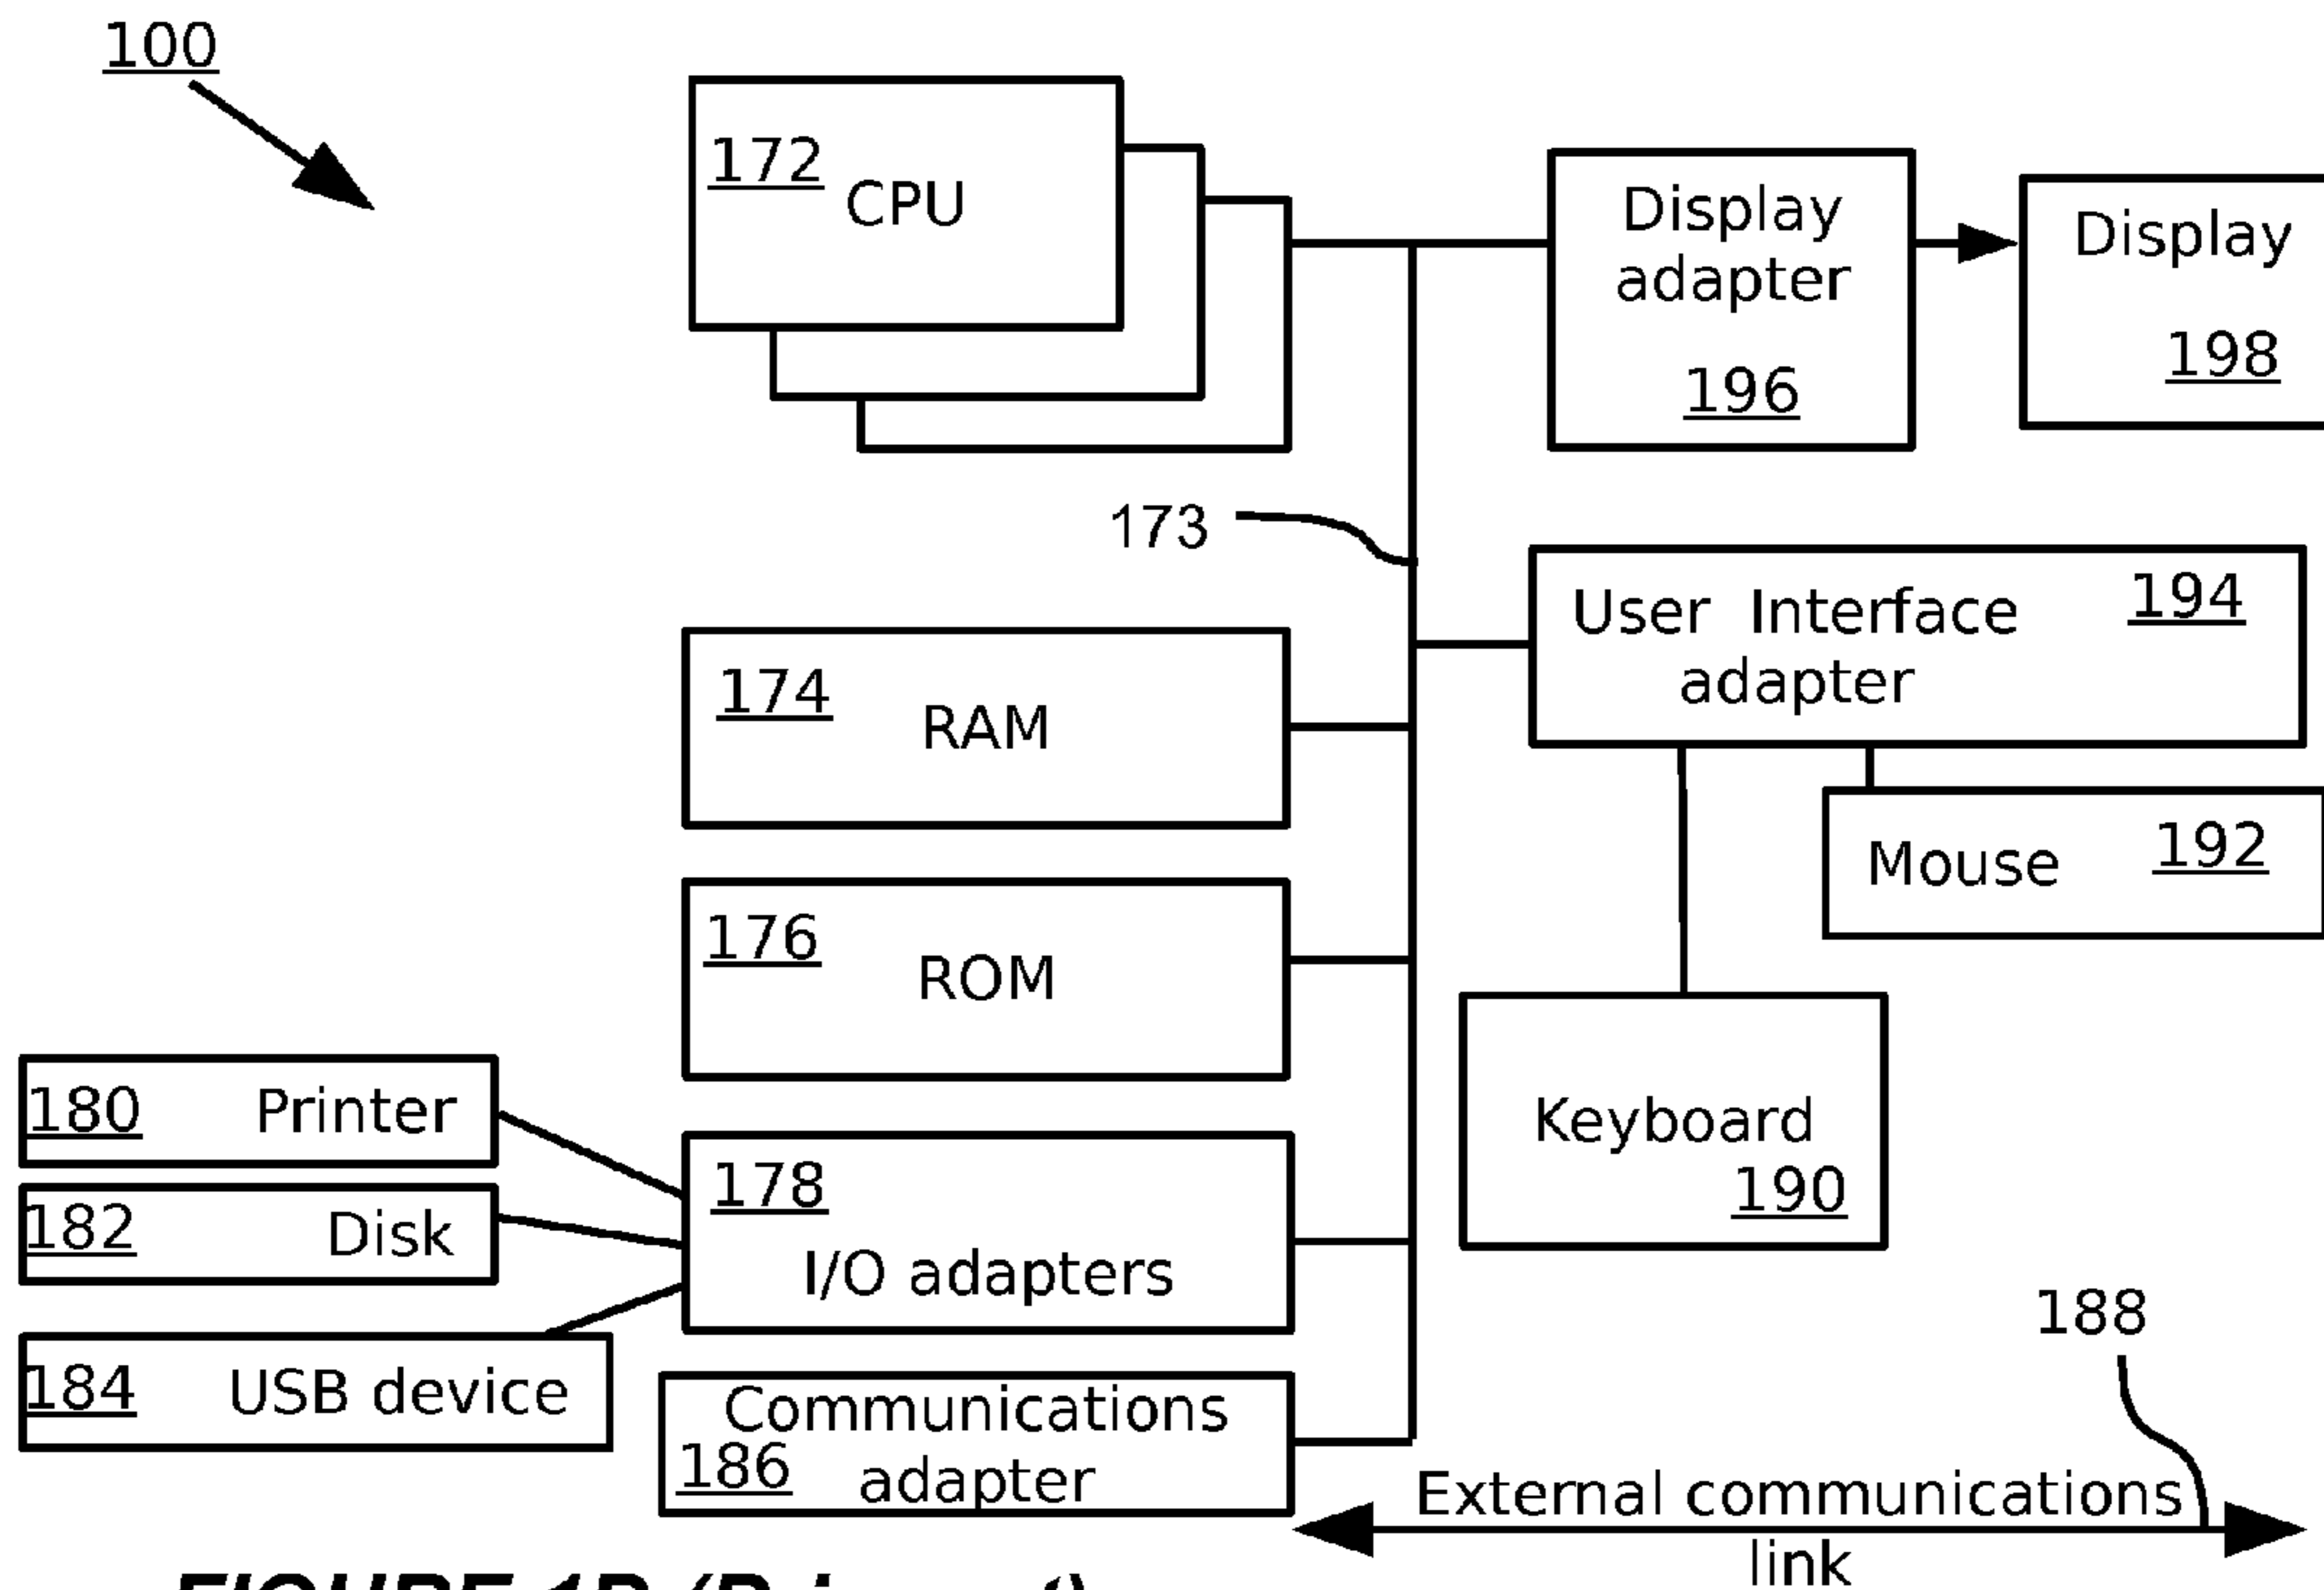 100
172
CPU
Display
adapter
196
Display
198
173
User Interface
adapter
194
174
RAM
Mouse 192
176
ROM
Keyboard
190
180 Printer
182 Disk
184 USB device
178
I/O adapters
Communications
adapter
186
188
External communications
link